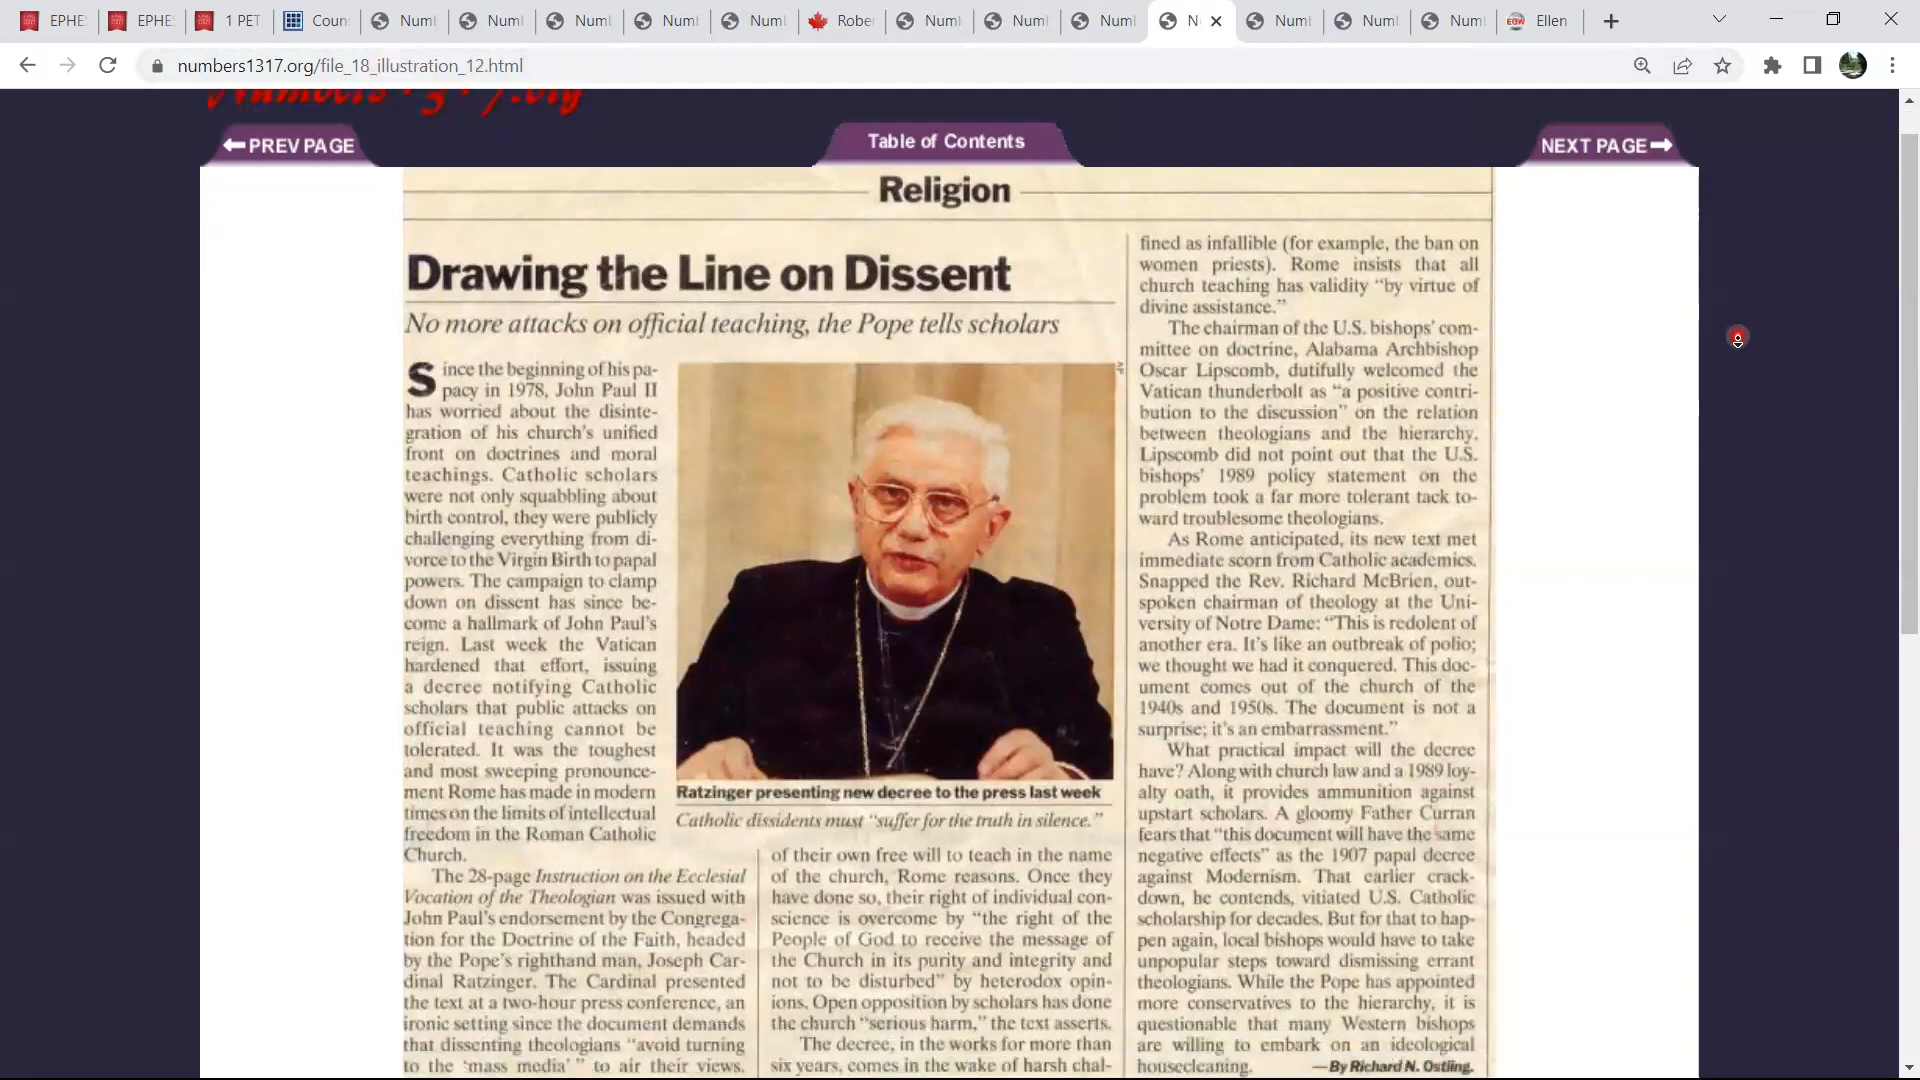 EPHES
EPHES
1 PET
Coun
Numb
Numb
Numb
Numb
Numb
Rober
Numb
Numb
Numb
N
Numb
Numb
Numb
EGW
Ellen
numbers1317.org/file_18_illustration_12.html
Numbers1317.org
PREV PAGE
Table of Contents
NEXT PAGE
Religion
Drawing the Line on Dissent
No more attacks on official teaching, the Pope tells scholars
Since the beginning of his pa-
pacy in 1978, John Paul II
has worried about the disinte-
gration of his church's unified
front on doctrines and moral
teachings. Catholic scholars
were not only squabbling about
birth control, they were publicly
challenging everything from di-
vorce to the Virgin Birth to papal
powers. The campaign to clamp
down on dissent has since be-
come a hallmark of John Paul's
reign. Last week the Vatican
hardened that effort, issuing
a decree notifying Catholic
scholars that public attacks on
official teaching cannot be
tolerated. It was the toughest
and most sweeping pronounce-
ment Rome has made in modern
times on the limits of intellectual
freedom in the Roman Catholic
Church.
The 28-page Instruction on the Ecclesial
Vocation of the Theologian was issued with
John Paul's endorsement by the Congrega-
tion for the Doctrine of the Faith, headed
by the Pope's righthand man, Joseph Car-
dinal Ratzinger. The Cardinal presented
the text at a two-hour press conference, an
ironic setting since the document demands
that dissenting theologians "avoid turning
to the 'mass media' " to air their views.
Ratzinger presenting new decree to the press last week
Catholic dissidents must "suffer for the truth in silence."
of their own free will to teach in the name
of the church, Rome reasons. Once they
have done so, their right of individual con-
science is overcome by "the right of the
People of God to receive the message of
the Church in its purity and integrity and
not to be disturbed" by heterodox opin-
ions. Open opposition by scholars has done
the church "serious harm," the text asserts.
The decree, in the works for more than
six years, comes in the wake of harsh chal-
fined as infallible (for example, the ban on
women priests). Rome insists that all
church teaching has validity "by virtue of
divine assistance."
The chairman of the U.S. bishops' com-
mittee on doctrine, Alabama Archbishop
Oscar Lipscomb, dutifully welcomed the
Vatican thunderbolt as "a positive contri-
bution to the discussion" on the relation
between theologians and the hierarchy.
Lipscomb did not point out that the U.S.
bishops' 1989 policy statement on the
problem took a far more tolerant tack to-
ward troublesome theologians.
As Rome anticipated, its new text met
immediate scorn from Catholic academics.
Snapped the Rev. Richard McBrien, out-
spoken chairman of theology at the Uni-
versity of Notre Dame: "This is redolent of
another era. It's like an outbreak of polio;
we thought we had it conquered. This doc-
ument comes out of the church of the
1940s and 1950s. The document is not a
surprise; it's an embarrassment."
What practical impact will the decree
have? Along with church law and a 1989 loy-
alty oath, it provides ammunition against
upstart scholars. A gloomy Father Curran
fears that "this document will have the same
negative effects" as the 1907 papal decree
against Modernism. That earlier crack-
down, he contends, vitiated U.S. Catholic
scholarship for decades. But for that to hap-
pen again, local bishops would have to take
unpopular steps toward dismissing errant
theologians. While the Pope has appointed
more conservatives to the hierarchy, it is
questionable that many Western bishops
are willing to embark on an ideological
housecleaning. —By Richard N. Ostling.